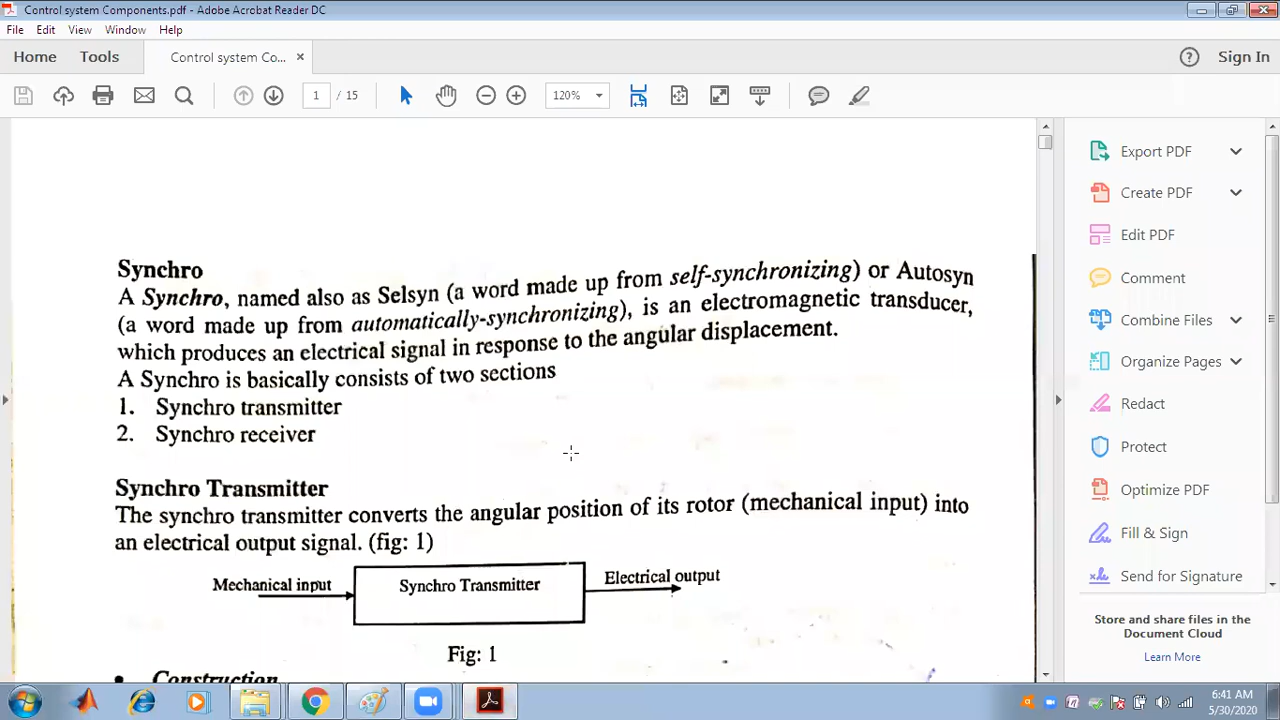 Control system Components.pdf - Adobe Acrobat Reader DC
File Edit View Window Help
Home Tools Control system Co... × Sign In
1 / 15 120%
Synchro
A Synchro, named also as Selsyn (a word made up from self-synchronizing) or Autosyn
(a word made up from automatically-synchronizing), is an electromagnetic transducer,
which produces an electrical signal in response to the angular displacement.
A Synchro is basically consists of two sections
1. Synchro transmitter
2. Synchro receiver
Synchro Transmitter
The synchro transmitter converts the angular position of its rotor (mechanical input) into
an electrical output signal. (fig: 1)
Mechanical input Synchro Transmitter Electrical output
Fig: 1
• Construction
Export PDF
Create PDF
Edit PDF
Comment
Combine Files
Organize Pages
Redact
Protect
Optimize PDF
Fill & Sign
Send for Signature
Store and share files in the
Document Cloud
Learn More
6:41 AM
5/30/2020